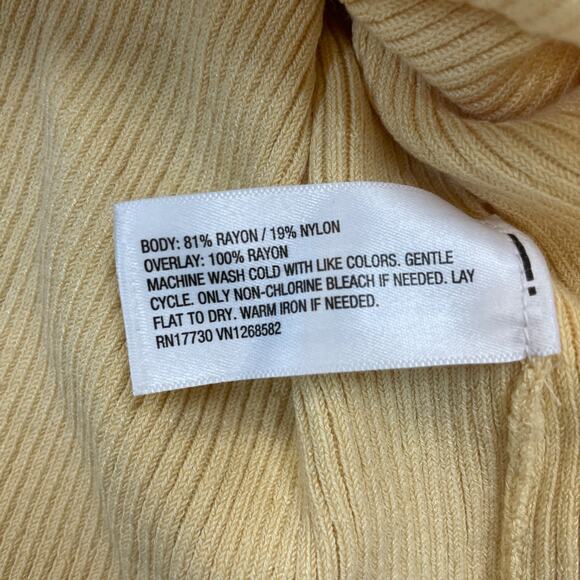 BODY: 81% RAYON / 19% NYLON
OVERLAY: 100% RAYON
MACHINE WASH COLD WITH LIKE COLORS. GENTLE
CYCLE. ONLY NON-CHLORINE BLEACH IF NEEDED. LAY
FLAT TO DRY. WARM IRON IF NEEDED.
RN17730 VN1268582